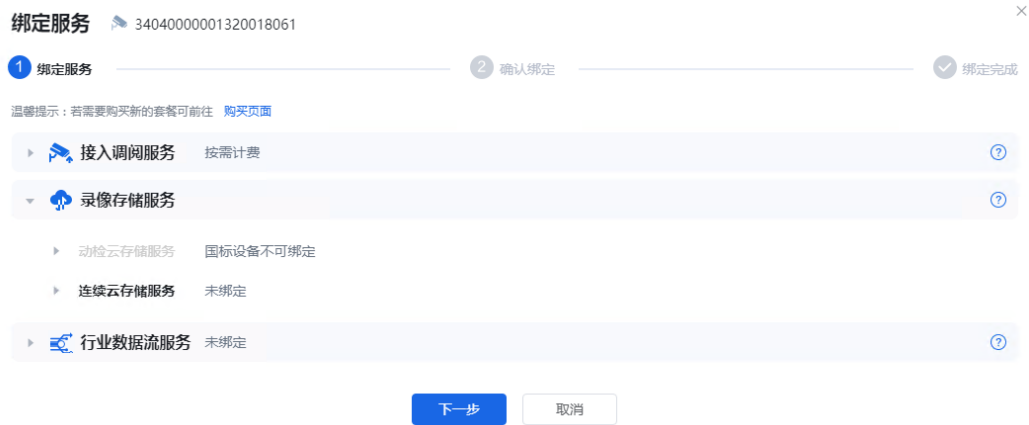 绑定服务 34040000001320018061
1 绑定服务 2 确认绑定 绑定完成
温馨提示：若需要购买新的套餐可前往 购买页面
接入调阅服务 按需计费 ?
录像存储服务 ?
动检云存储服务 国标设备不可绑定
连续云存储服务 未绑定
行业数据流服务 未绑定 ?
下一步 取消